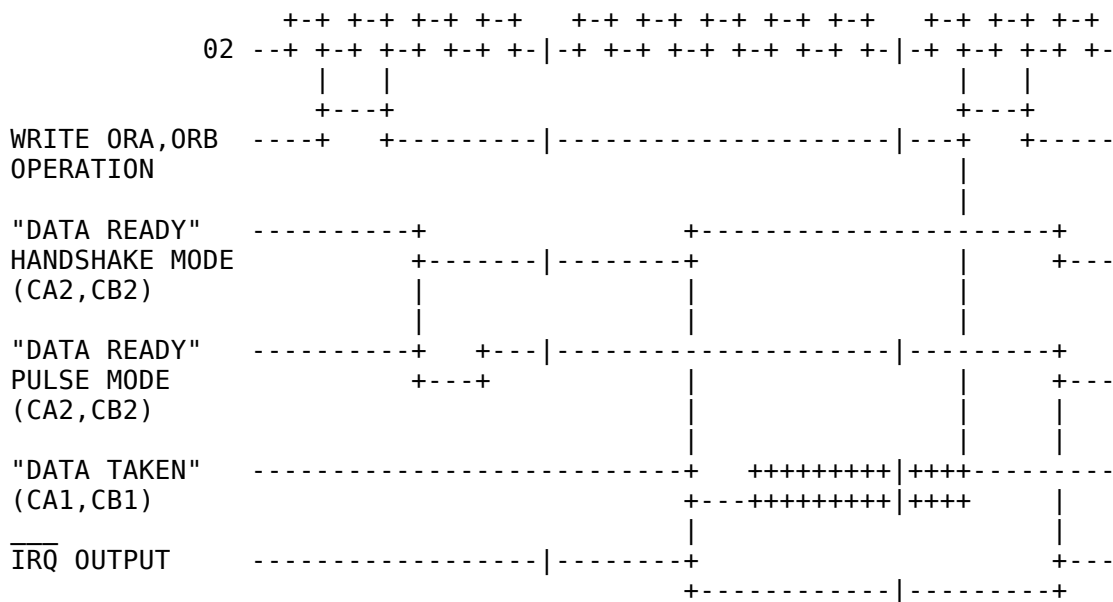 02
WRITE ORA,ORB
OPERATION
"DATA READY"
HANDSHAKE MODE
(CA2,CB2)
"DATA READY"
PULSE MODE
(CA2,CB2)
"DATA TAKEN"
(CA1,CB1)
IRQ OUTPUT